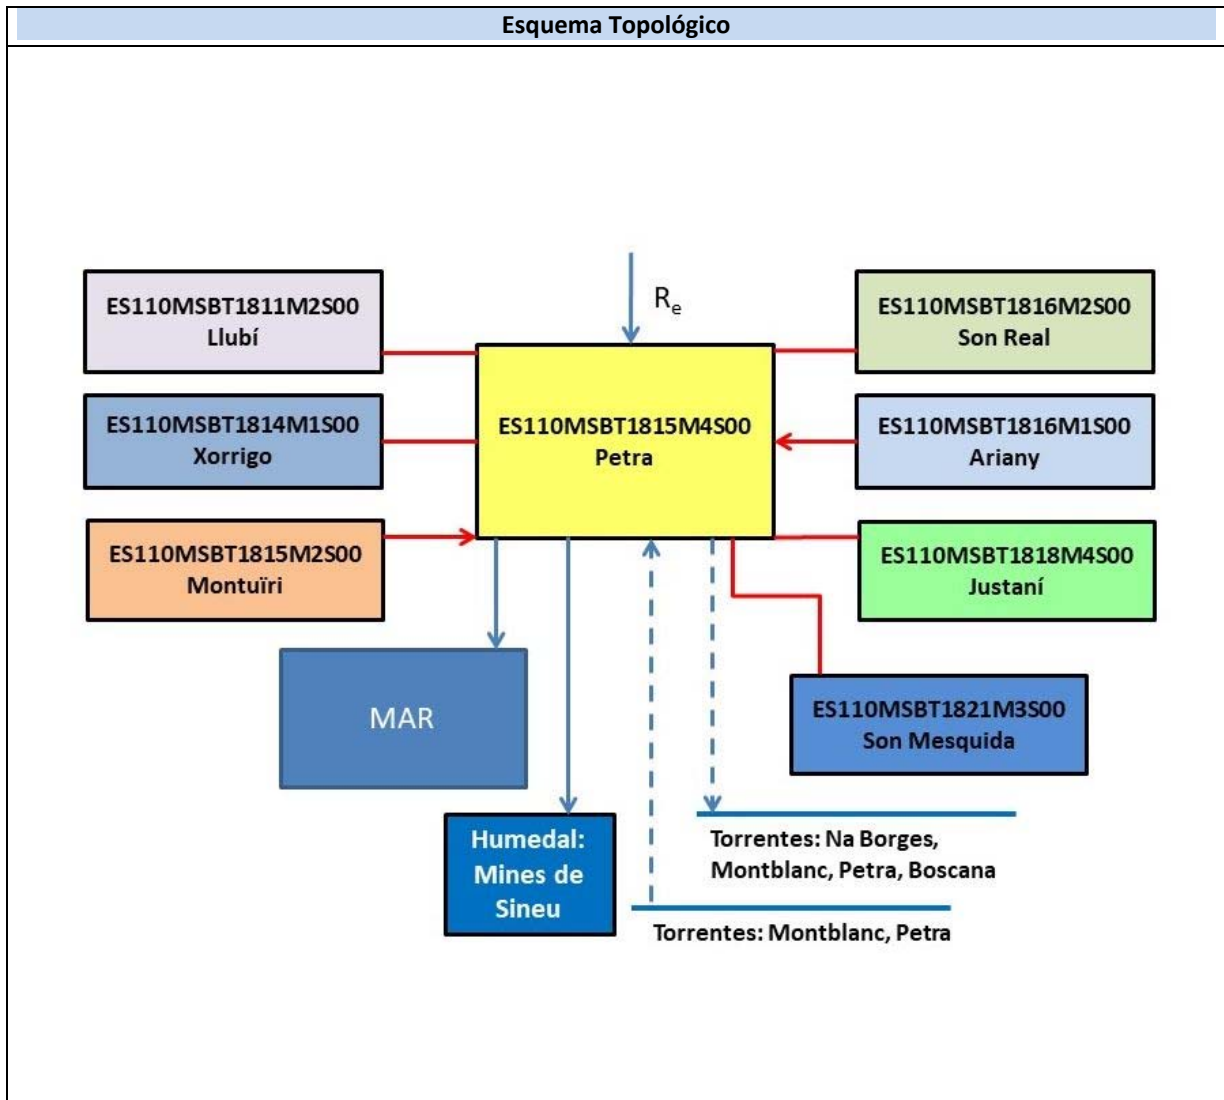 Esquema Topológico
R_e
ES110MSBT1811M2S00
Llubí
ES110MSBT1816M2S00
Son Real
ES110MSBT1814M1S00
Xorrigo
ES110MSBT1815M4S00
Petra
ES110MSBT1816M1S00
Ariany
ES110MSBT1815M2S00
Montuïri
ES110MSBT1818M4S00
Justaní
MAR
ES110MSBT1821M3S00
Son Mesquida
Humedal:
Mines de
Sineu
Torrentes: Na Borges,
Montblanc, Petra, Boscana
Torrentes: Montblanc, Petra